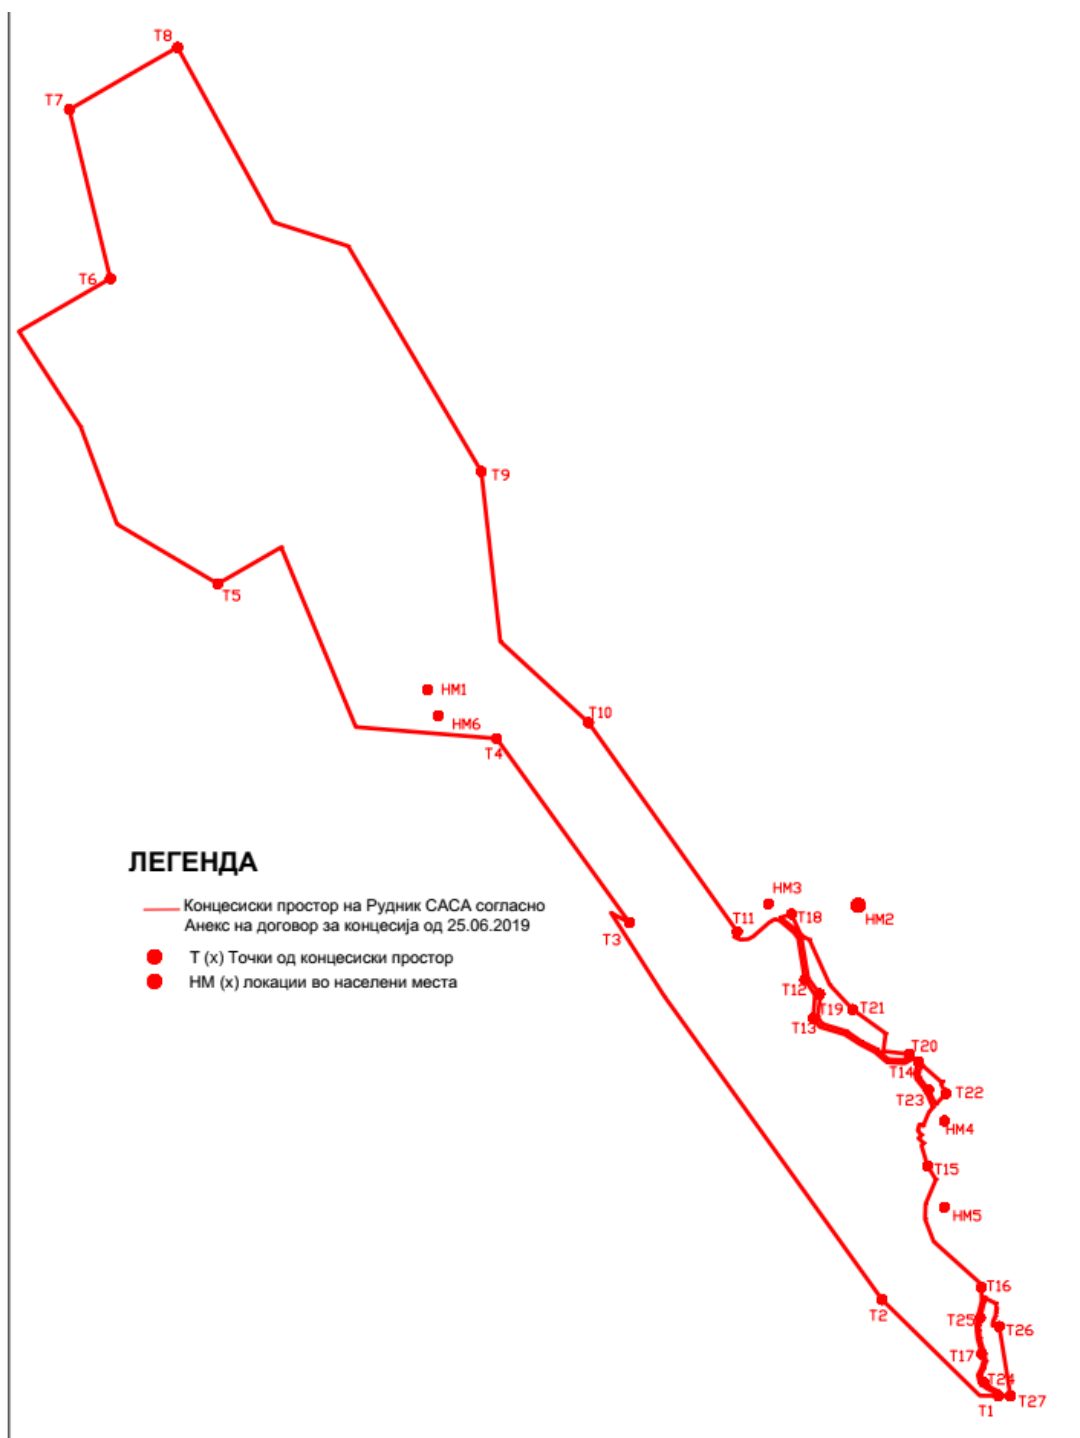 T8
T7
T6
T9
T5
HM1
HM6
T10
T4
ЛЕГЕНДА
Концесиски простор на Рудник САСА согласно
Анекс на договор за концесија од 25.06.2019
Т (х) Точки од концесиски простор
НМ (х) локации во населени места
HM3
T11
T18
HM2
T3
T12
T19
T21
T13
T20
T14
T23
T22
HM4
T15
HM5
T16
T2
T25
T26
T17
T24
T1
T27